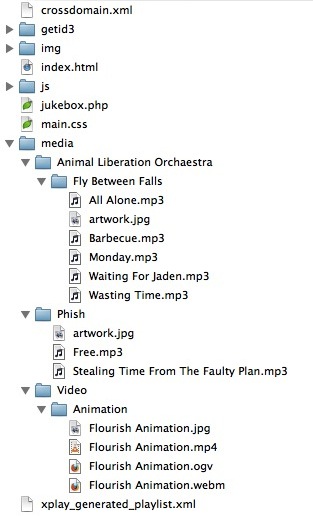 crossdomain.xml
getid3
img
index.html
js
jukebox.php
main.css
media
Animal Liberation Orchaestra
Fly Between Falls
All Alone.mp3
artwork.jpg
Barbecue.mp3
Monday.mp3
Waiting For Jaden.mp3
Wasting Time.mp3
Phish
artwork.jpg
Free.mp3
Stealing Time From The Faulty Plan.mp3
Video
Animation
Flourish Animation.jpg
Flourish Animation.mp4
Flourish Animation.ogv
Flourish Animation.webm
xplay_generated_playlist.xml